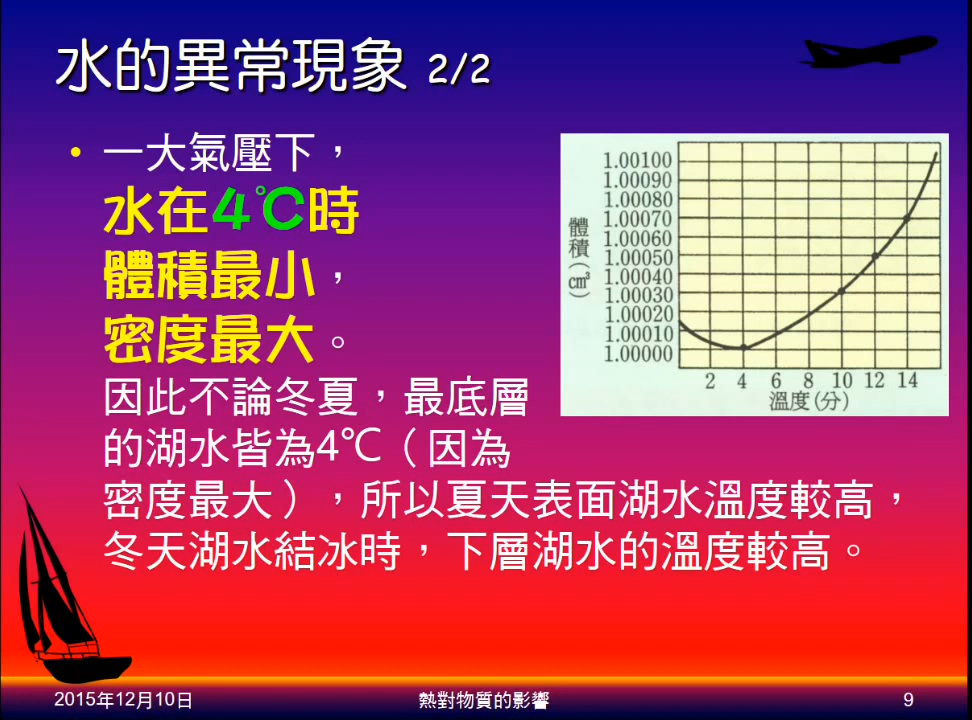 水的異常現象 2/2
• 一大氣壓下，
水在4℃時
體積最小，
密度最大。
因此不論冬夏，最底層
的湖水皆為4℃（因為
密度最大），所以夏天表面湖水溫度較高，
冬天湖水結冰時，下層湖水的溫度較高。
體積(cm³)
1.00100
1.00090
1.00080
1.00070
1.00060
1.00050
1.00040
1.00030
1.00020
1.00010
1.00000
2 4 6 8 10 12 14
溫度(分)
2015年12月10日 熱對物質的影響 9